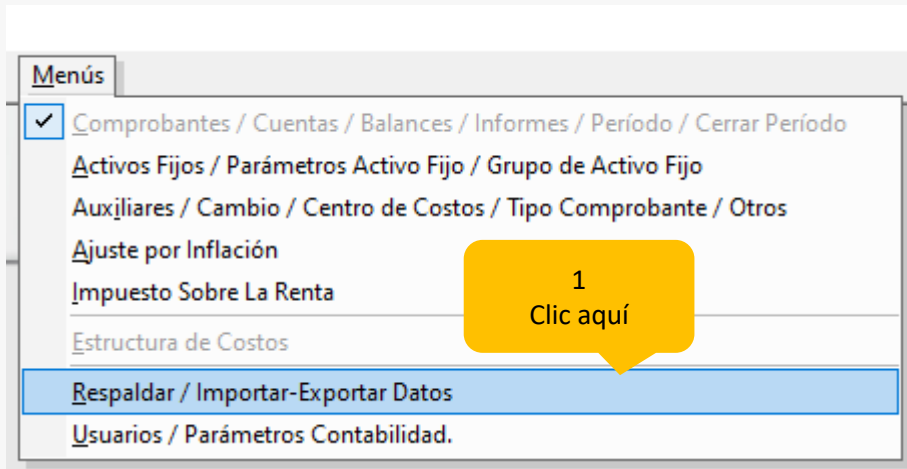 Menús
Comprobantes / Cuentas / Balances / Informes / Período / Cerrar Período
Activos Fijos / Parámetros Activo Fijo / Grupo de Activo Fijo
Auxiliares / Cambio / Centro de Costos / Tipo Comprobante / Otros
Ajuste por Inflación
Impuesto Sobre La Renta
1
Clic aquí
Estructura de Costos
Respaldar / Importar-Exportar Datos
Usuarios / Parámetros Contabilidad.